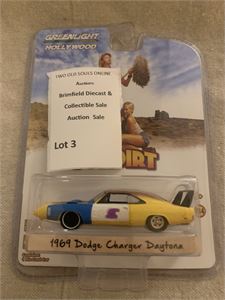 GREENLIGHT
HOLLYWOOD
TWO OLD SOULS ONLINE
Auctions
Brimfield Diecast &
Collectible Sale
Auction Sale
Lot 3
DIRT
1969 Dodge Charger Daytona